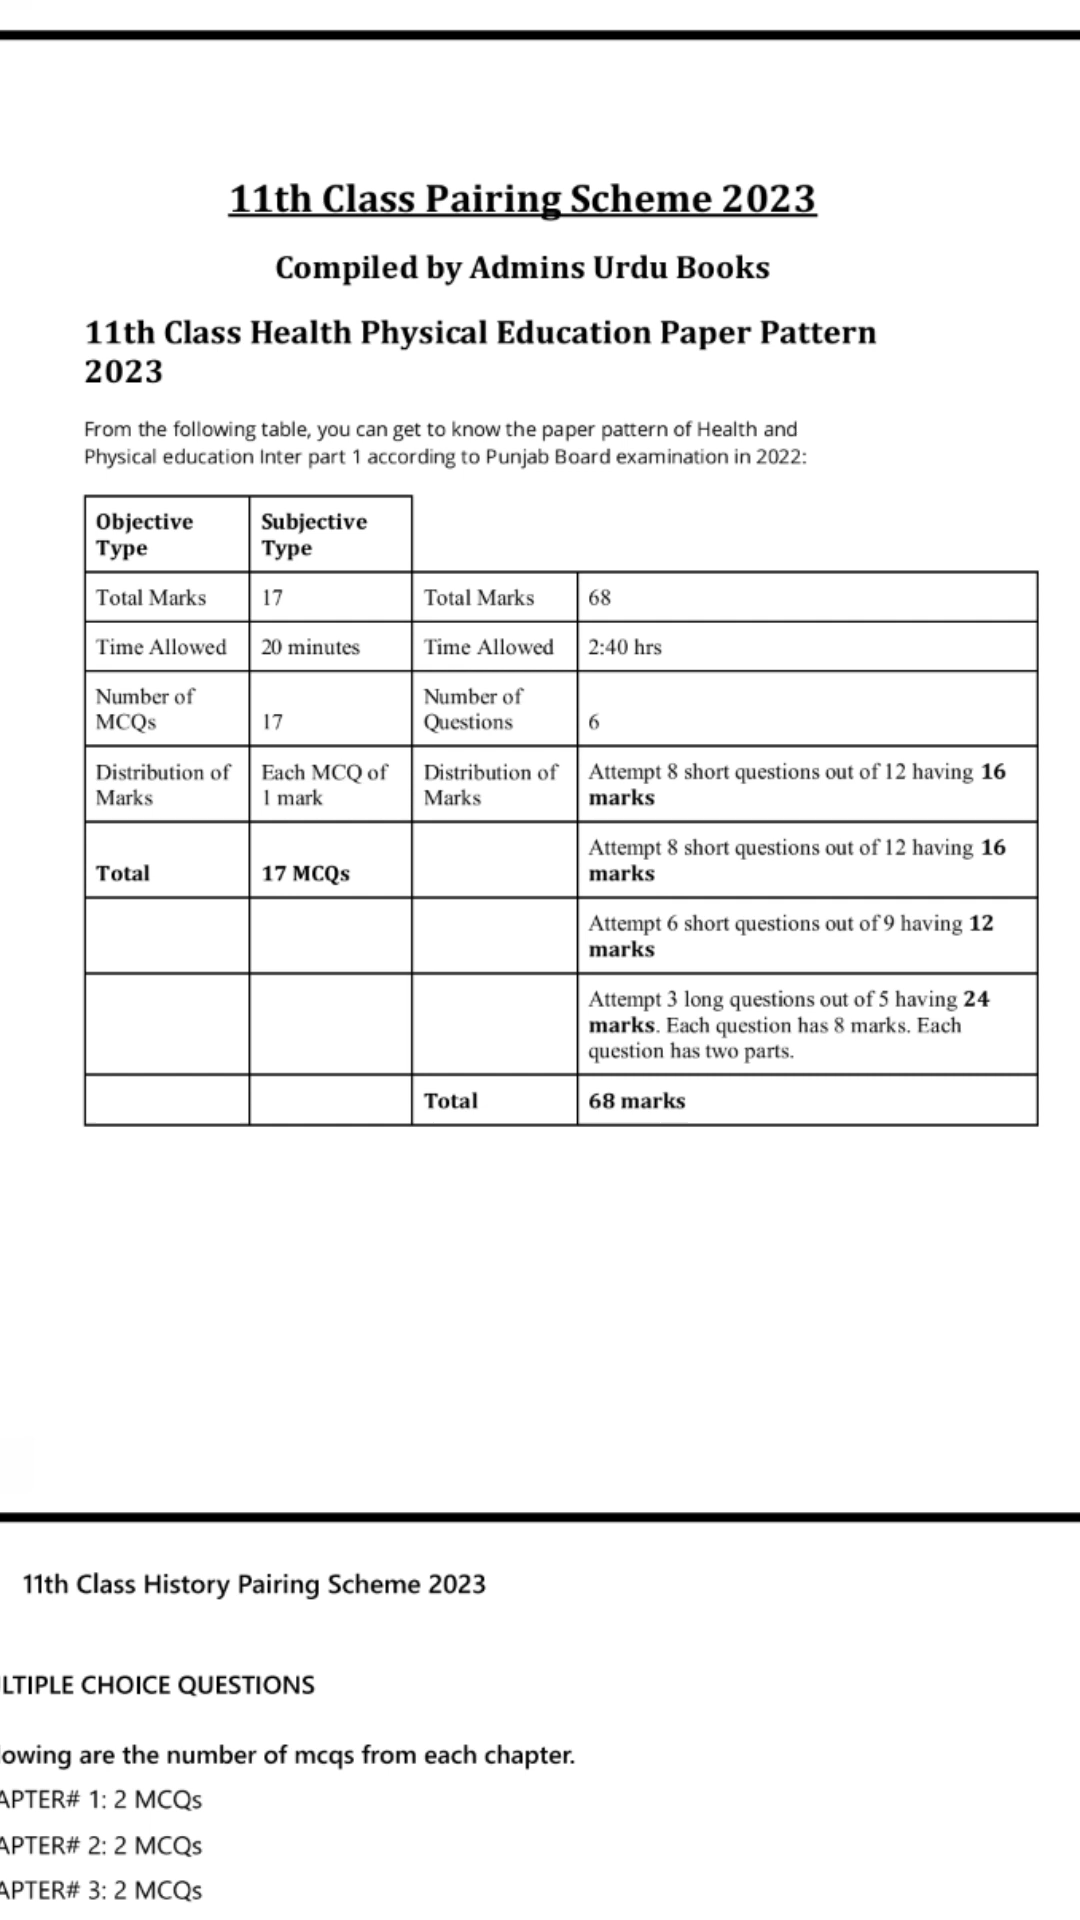 11th Class Pairing Scheme 2023
Compiled by Admins Urdu Books
11th Class Health Physical Education Paper Pattern
2023
From the following table, you can get to know the paper pattern of Health and
Physical education Inter part 1 according to Punjab Board examination in 2022:
Objective Type Subjective Type
Total Marks 17 Total Marks 68
Time Allowed 20 minutes Time Allowed 2:40 hrs
Number of MCQs 17 Number of Questions 6
Distribution of Marks Each MCQ of 1 mark Distribution of Marks Attempt 8 short questions out of 12 having 16 marks
Total 17 MCQs Attempt 8 short questions out of 12 having 16 marks
Attempt 6 short questions out of 9 having 12
marks
Attempt 3 long questions out of 5 having 24
marks. Each question has 8 marks. Each
question has two parts.
Total 68 marks
11th Class History Pairing Scheme 2023
LTIPLE CHOICE QUESTIONS
lowing are the number of mcqs from each chapter.
APTER# 1: 2 MCQs
APTER# 2: 2 MCQs
APTER# 3: 2 MCQs